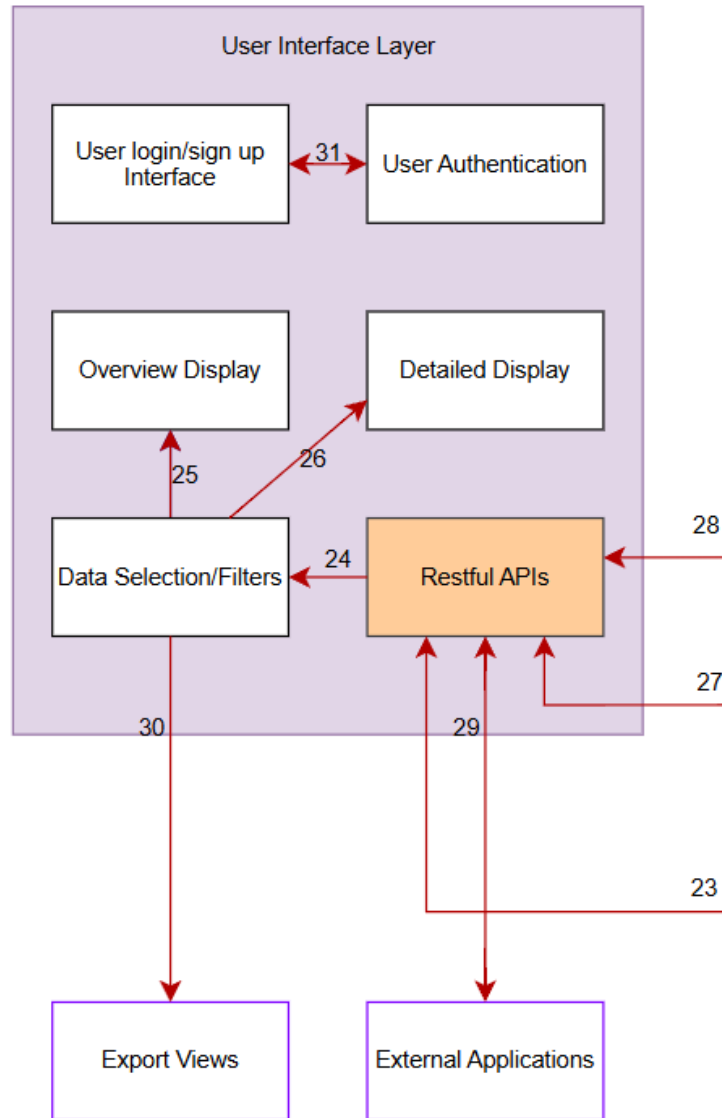 User Interface Layer
User login/sign up
Interface
31
User Authentication
Overview Display
Detailed Display
25
26
Data Selection/Filters
24
Restful APIs
28
27
30
29
23
Export Views
External Applications